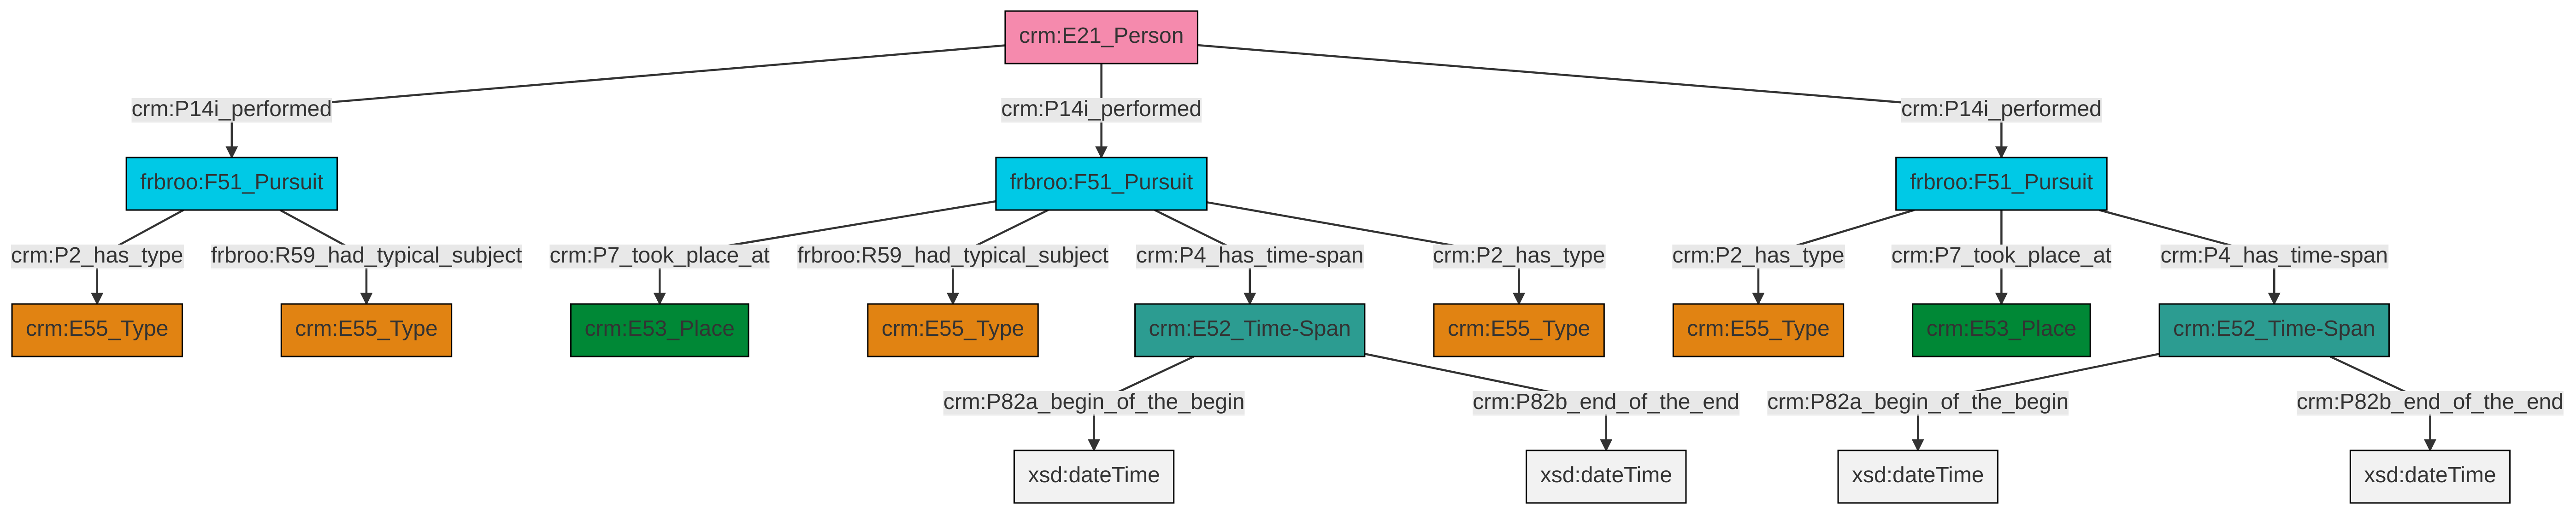 crm:E21_Person
crm:P14i_performed
crm:P14i_performed
crm:P14i_performed
frbroo:F51_Pursuit
frbroo:F51_Pursuit
frbroo:F51_Pursuit
crm:P2_has_type
frbroo:R59_had_typical_subject
crm:P7_took_place_at
frbroo:R59_had_typical_subject
crm:P4_has_time-span
crm:P2_has_type
crm:P2_has_type
crm:P7_took_place_at
crm:P4_has_time-span
crm:E55_Type
crm:E55_Type
crm:E53_Place
crm:E55_Type
crm:E52_Time-Span
crm:E55_Type
crm:E55_Type
crm:E53_Place
crm:E52_Time-Span
crm:P82a_begin_of_the_begin
crm:P82b_end_of_the_end
crm:P82a_begin_of_the_begin
crm:P82b_end_of_the_end
xsd:dateTime
xsd:dateTime
xsd:dateTime
xsd:dateTime